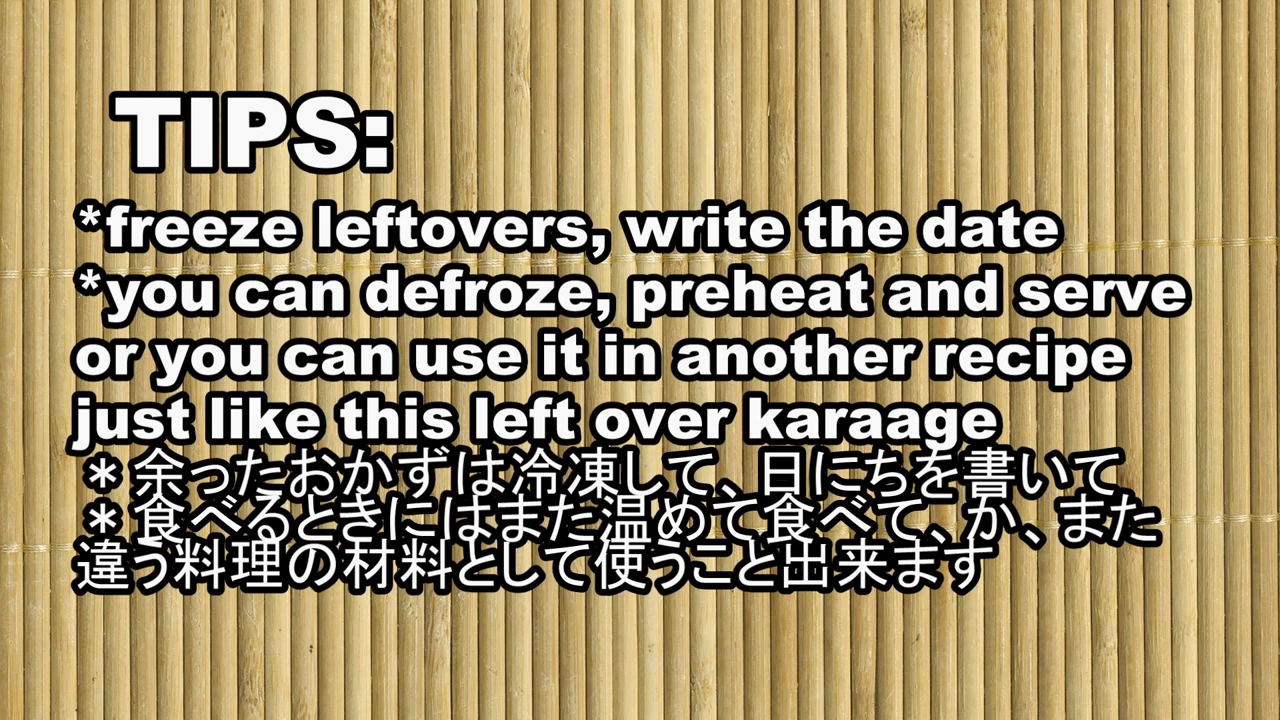 TIPS:
*freeze leftovers, write the date
*you can defroze, preheat and serve
or you can use it in another recipe
just like this left over karaage
＊余ったおかずは冷凍して、日にちを書いて
＊食べるときにはまた温めて食べて、か、また
違う料理の材料として使うこと出来ます